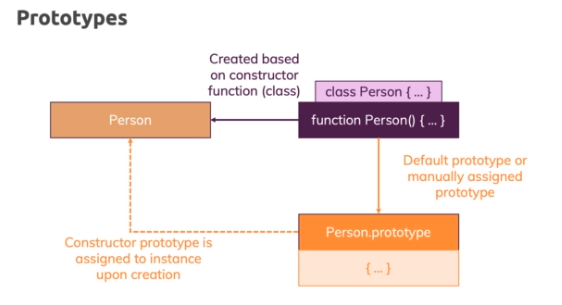 Prototypes
Created based
on constructor
function (class)
class Person { ... }
Person
function Person() { ... }
Default prototype or
manually assigned
prototype
Person.prototype
Constructor prototype is
assigned to instance
upon creation
{ ... }